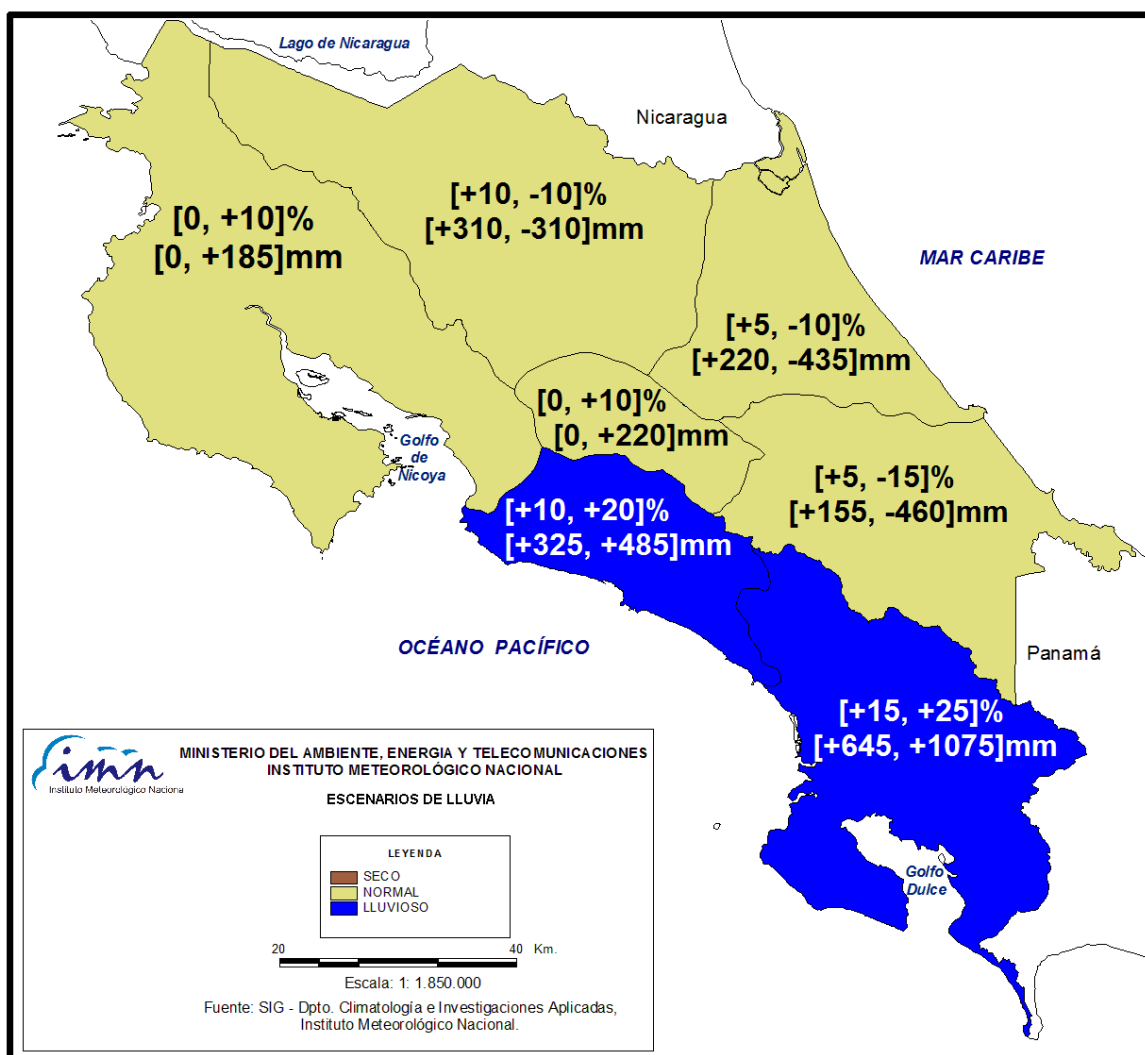 Lago de Nicaragua
Nicaragua
[+10, -10]%
[+310, -310]mm
[0, +10]%
[0, +185]mm
MAR CARIBE
[+5, -10]%
[+220, -435]mm
[0, +10]%
[0, +220]mm
Golfo
de
Nicoya
[+5, -15]%
[+155, -460]mm
[+10, +20]%
[+325, +485]mm
OCÉANO PACÍFICO
Panamá
[+15, +25]%
[+645, +1075]mm
Golfo
Dulce
imn
Instituto Meteorológico Naciona
MINISTERIO DEL AMBIENTE, ENERGIA Y TELECOMUNICACIONES
INSTITUTO METEOROLÓGICO NACIONAL
ESCENARIOS DE LLUVIA
LEYENDA
SECO
NORMAL
LLUVIOSO
20 40 Km.
Escala: 1: 1.850.000
Fuente: SIG - Dpto. Climatología e Investigaciones Aplicadas,
Instituto Meteorológico Nacional.